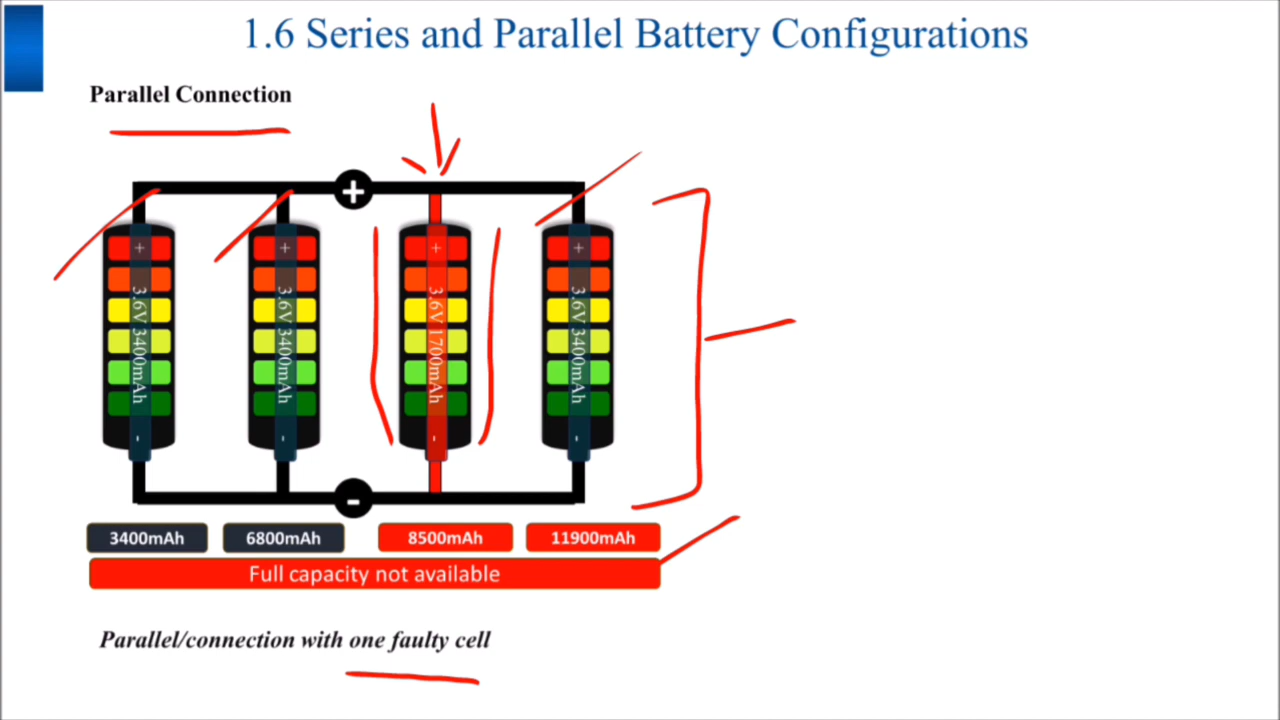 1.6 Series and Parallel Battery Configurations
Parallel Connection
+
+ 3.6V 3400mAh -
+ 3.6V 3400mAh -
+ 3.6V 1700mAh -
+ 3.6V 3400mAh -
-
3400mAh 6800mAh 8500mAh 11900mAh
Full capacity not available
Parallel/connection with one faulty cell